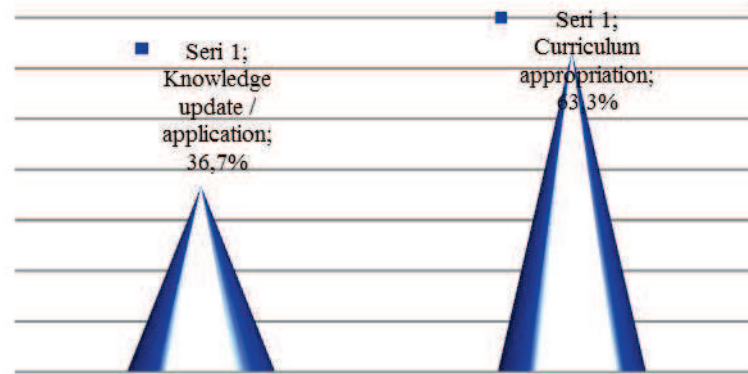 Seri 1;
Knowledge
update /
application;
36,7%
Seri 1;
Curriculum
appropriation;
63,3%